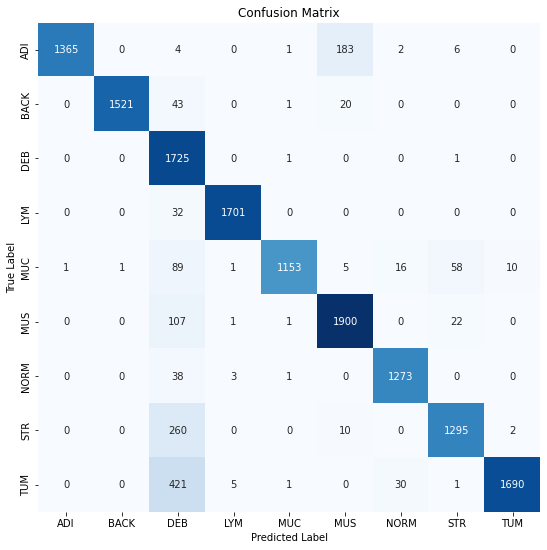 Confusion Matrix
ADI 1365 0 4 0 1 183 2 6 0
BACK 0 1521 43 0 1 20 0 0 0
DEB 0 0 1725 0 1 0 0 1 0
LYM 0 0 32 1701 0 0 0 0 0
MUC 1 1 89 1 1153 5 16 58 10
MUS 0 0 107 1 1 1900 0 22 0
NORM 0 0 38 3 1 0 1273 0 0
STR 0 0 260 0 0 10 0 1295 2
TUM 0 0 421 5 1 0 30 1 1690
ADI BACK DEB LYM MUC MUS NORM STR TUM
Predicted Label
True Label